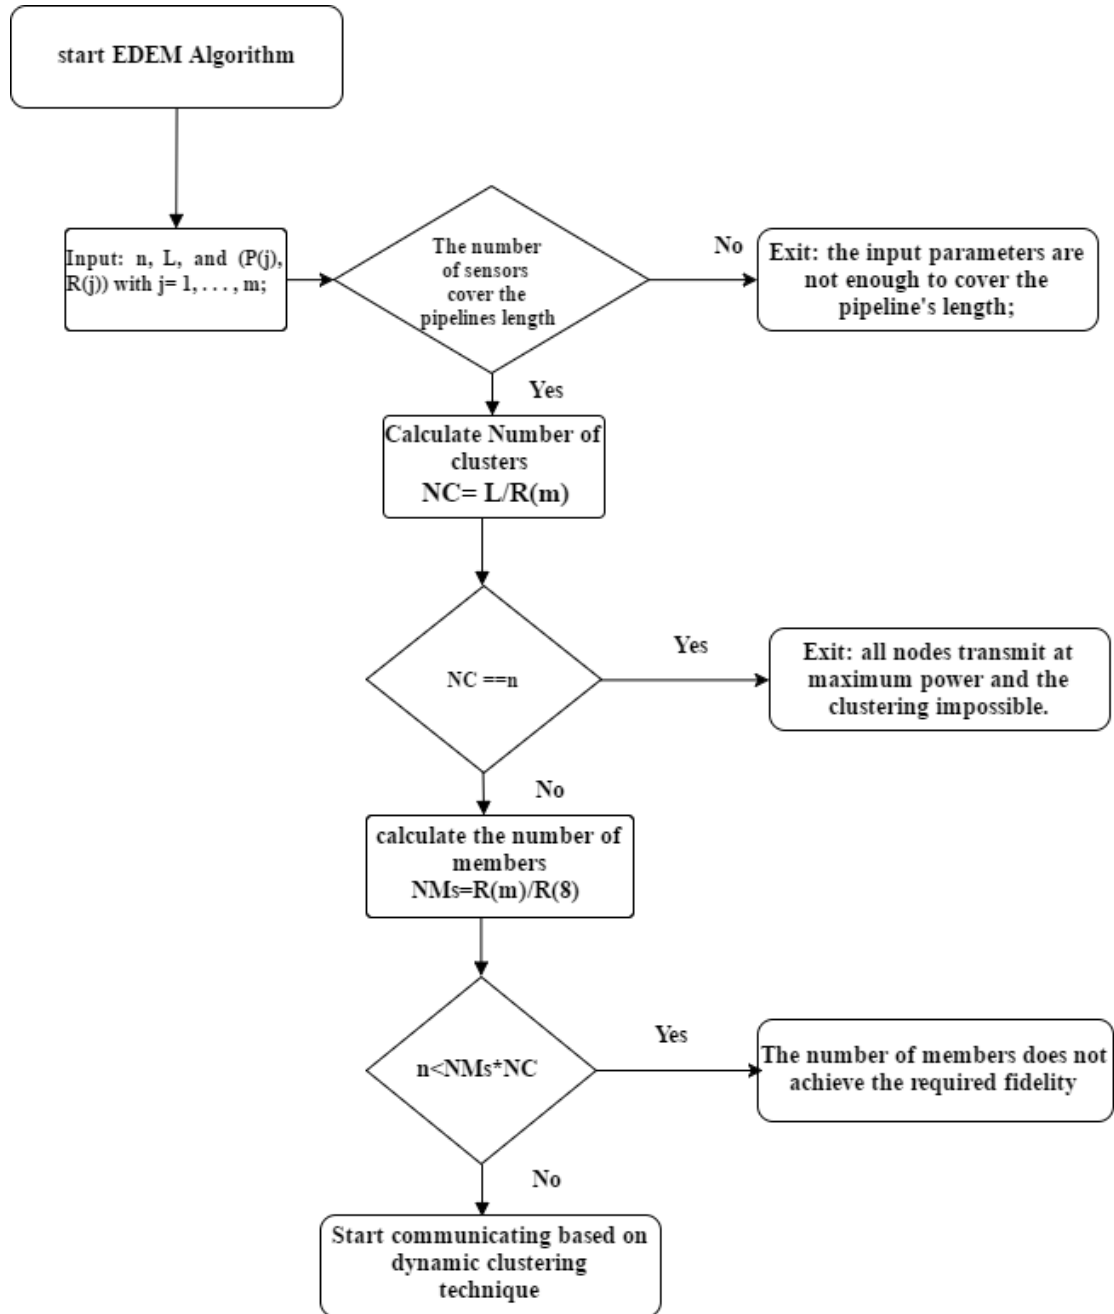 start EDEM Algorithm
Input: n, L, and (P(j),
R(j)) with j= 1, . . . , m;
The number
of sensors
cover the
pipelines length
No
Exit: the input parameters are
not enough to cover the
pipeline's length;
Yes
Calculate Number of
clusters
NC= L/R(m)
NC ==n
Yes
Exit: all nodes transmit at
maximum power and the
clustering impossible.
No
calculate the number of
members
NMs=R(m)/R(8)
n<NMs*NC
Yes
The number of members does not
achieve the required fidelity
No
Start communicating based on
dynamic clustering
technique